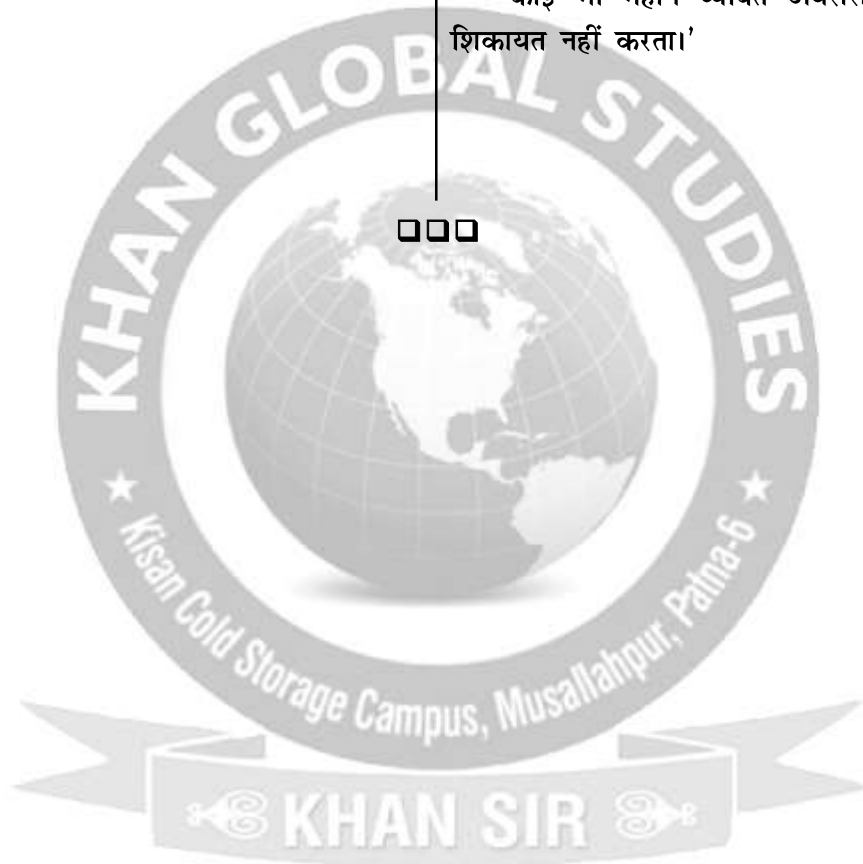 शिकायत नहीं करता।’
KHAN GLOBAL STUDIES
Kisan Cold Storage Campus, Musallahpur, Patna-6
KHAN SIR